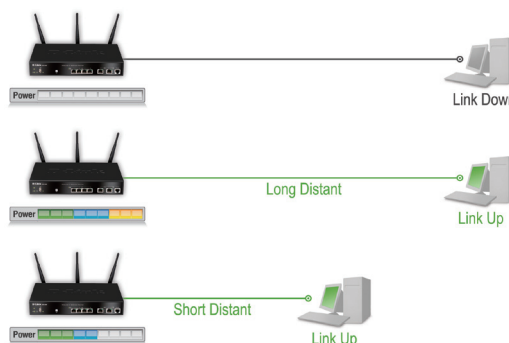 Power
Link Down
Long Distant
Link Up
Power
Short Distant
Link Up
Power